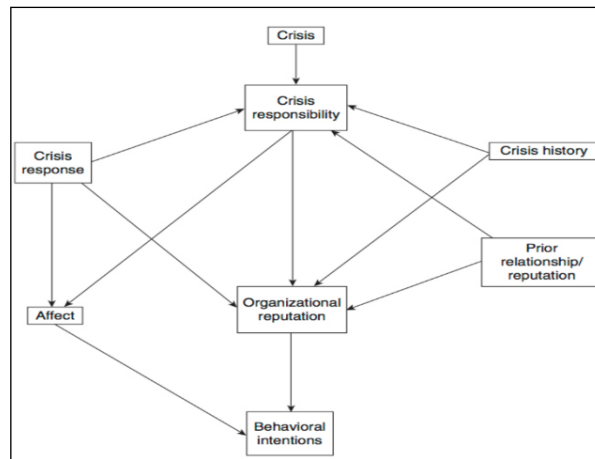 Crisis
Crisis
responsibility
Crisis
response
Crisis history
Prior
relationship/
reputation
Affect
Organizational
reputation
Behavioral
intentions